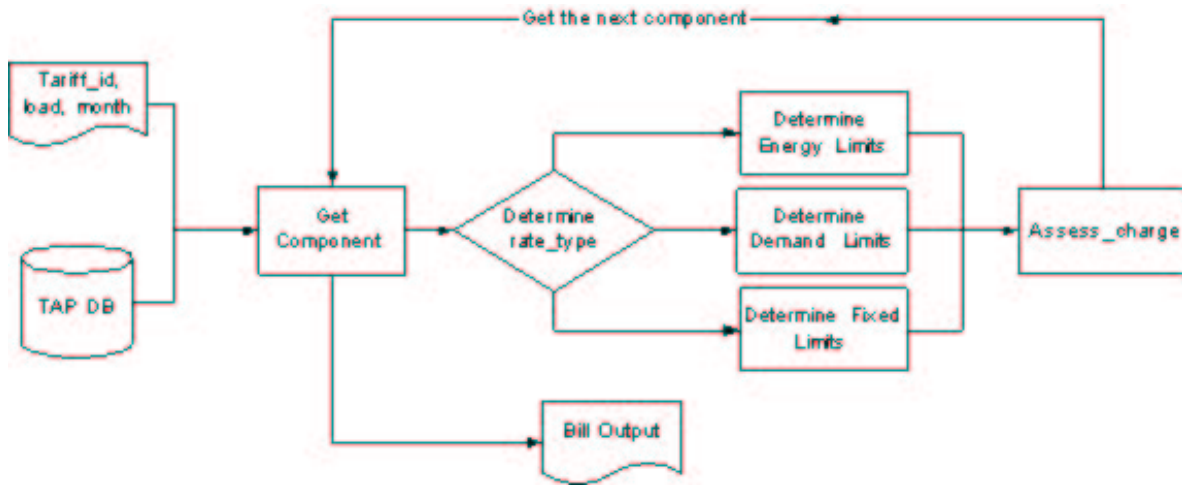 Get the next component
Tariff_id,
load, month
Determine
Energy Limits
Get
Component
Determine
rate_type
Determine
Demand Limits
Assess_charge
TAP DB
Determine Fixed
Limits
Bill Output